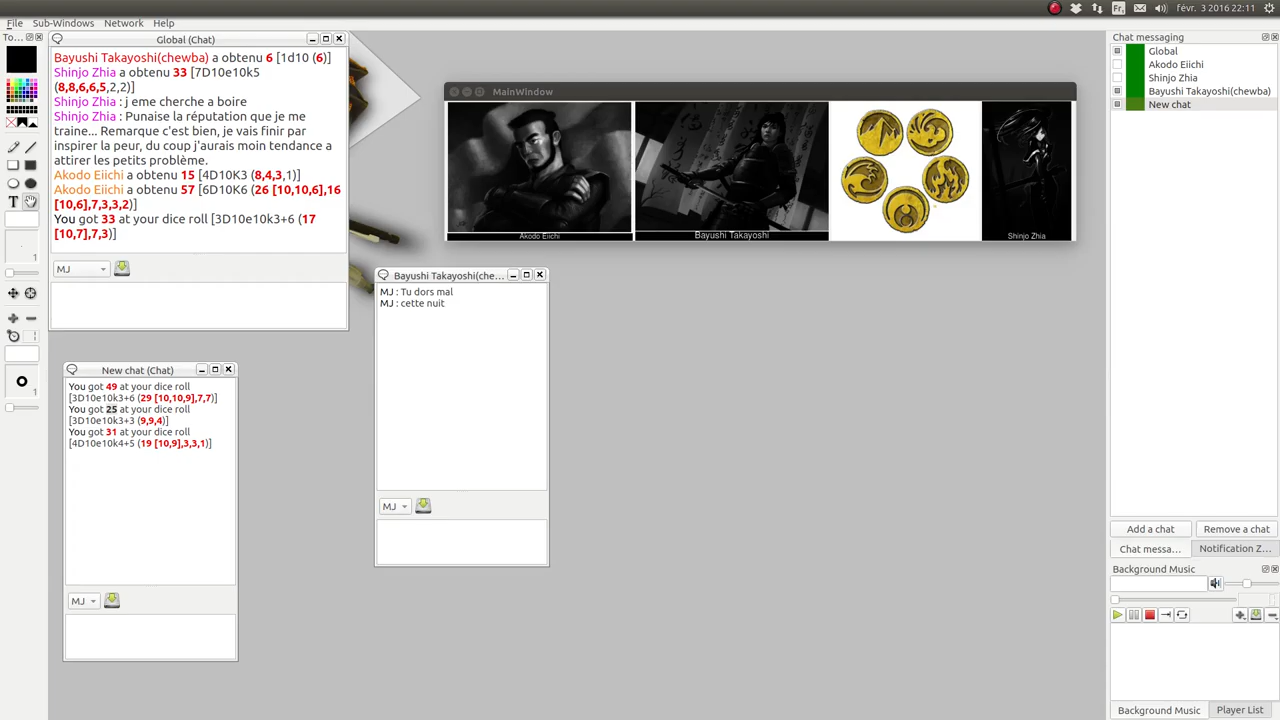 Fr,
févr. 3 2016 22:11
File Sub-Windows Network Help
To...
Global (Chat)
Bayushi Takayoshi(chewba) a obtenu 6 [1d10 (6)]
Shinjo Zhia a obtenu 33 [7D10e10k5
(8,8,6,6,5,2,2)]
Shinjo Zhia : j eme cherche a boire
Shinjo Zhia : Punaise la réputation que je me
traine... Remarque c'est bien, je vais finir par
inspirer la peur, du coup j'aurais moin tendance a
attirer les petits problème.
Akodo Eiichi a obtenu 15 [4D10K3 (8,4,3,1)]
Akodo Eiichi a obtenu 57 [6D10K6 (26 [10,10,6],16
[10,6],7,3,3,2)]
You got 33 at your dice roll [3D10e10k3+6 (17
[10,7],7,3)]
MJ
T
1
1
1
MainWindow
Akodo Eiichi
Bayushi Takayoshi
Shinjo Zhia
Bayushi Takayoshi(che...
MJ : Tu dors mal
MJ : cette nuit
MJ
New chat (Chat)
You got 49 at your dice roll
[3D10e10k3+6 (29 [10,10,9],7,7)]
You got 25 at your dice roll
[3D10e10k3+3 (9,9,4)]
You got 31 at your dice roll
[4D10e10k4+5 (19 [10,9],3,3,1)]
MJ
Chat messaging
Global
Akodo Eiichi
Shinjo Zhia
Bayushi Takayoshi(chewba)
New chat
Add a chat
Remove a chat
Chat messa...
Notification Z...
Background Music
Background Music
Player List